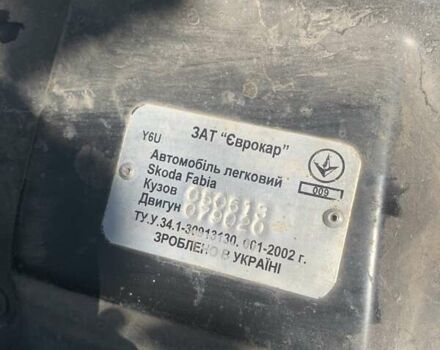 ЗАТ "Єврокар"
Y6U
009
Автомобіль легковий
Skoda Fabia
Кузов
Двигун
ТУ.У.34.1-30913130. 001-2002 г.
ЗРОБЛЕНО В УКРАЇНІ